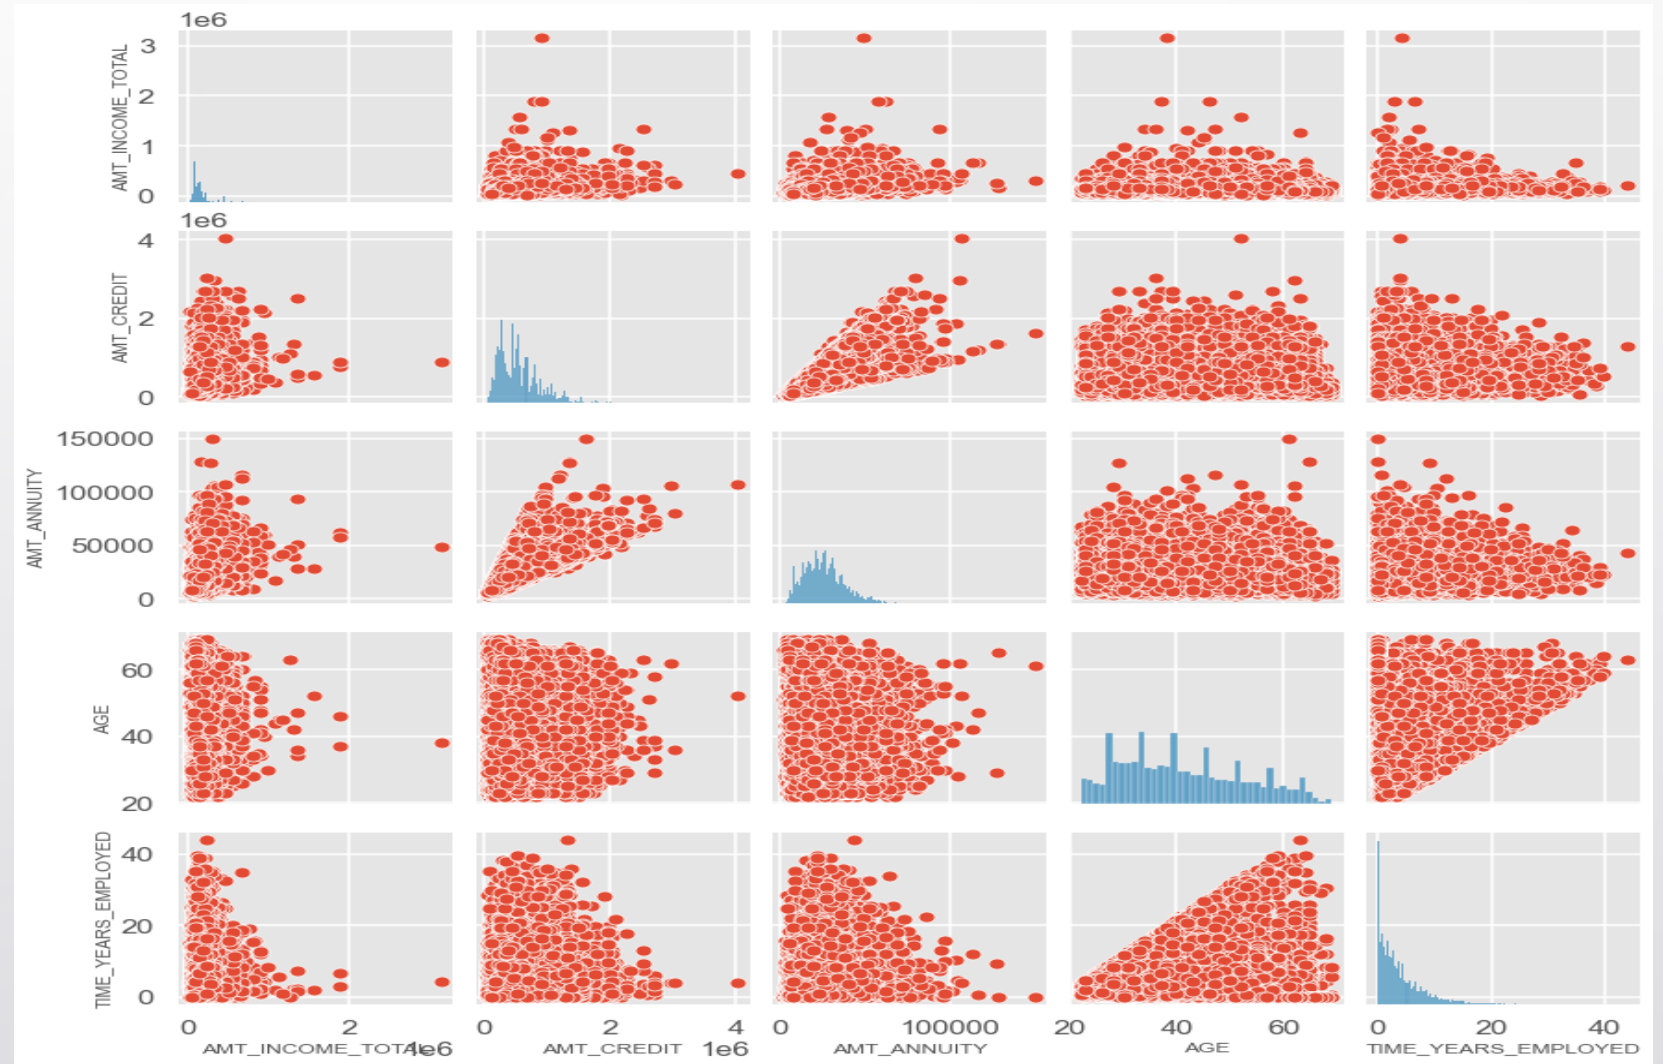 1e6
3
2
1
0
AMT_INCOME_TOTAL
1e6
4
2
0
AMT_CREDIT
150000
100000
50000
0
AMT_ANNUITY
60
40
20
AGE
40
20
0
TIME_YEARS_EMPLOYED
0 2 0 2 4 0 100000 20 40 60 0 20 40
AMT_INCOME_TOTAL 1e6 AMT_CREDIT 1e6 AMT_ANNUITY AGE TIME_YEARS_EMPLOYED